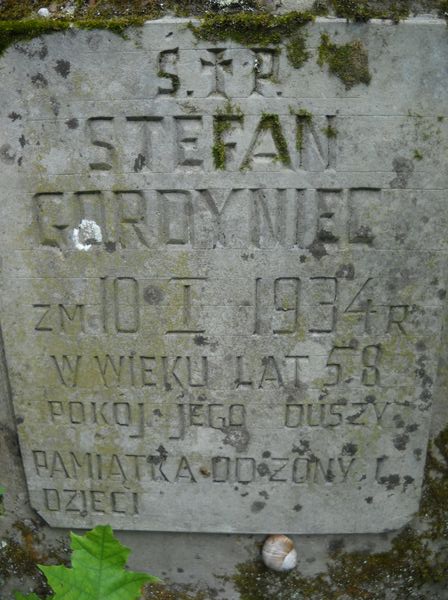 Ś.†P.
STEFAN
GORDYNIEC
ZM 10 I 1934 R
W WIEKU LAT 58
POKÓJ JEGO DUSZY
PAMIĄTKA OD ŻONY I
DZIECI